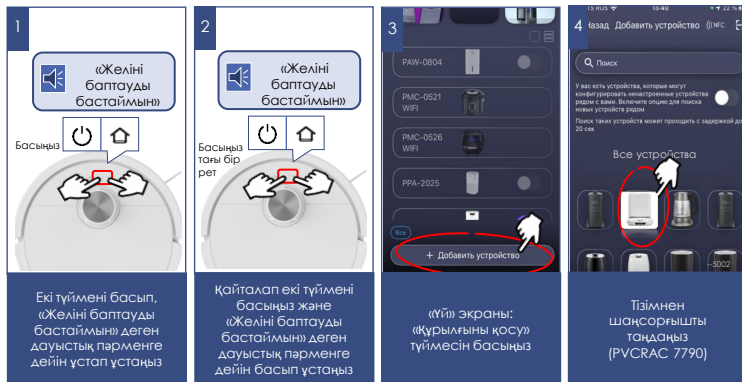 1
«Желіні
баптауды
бастаймын»
Басыңыз
Екі түймені басып,
«Желіні баптауды
бастаймын» деген
дауыстық пәрменге
дейін ұстап ұстаңыз
2
«Желіні
баптауды
бастаймын»
Басыңыз
тағы бір
рет
Қайталап екі түймені
басыңыз және
«Желіні баптауды
бастаймын» деген
дауыстық пәрменге
дейін басып ұстаңыз
3
PAW-0804
PMC-0521
WIFI
PMC-0526
WIFI
PPA-2025
Все
+ Добавить устройство
«Үй» экраны:
«Құрылғыны қосу»
түймесін басыңыз
4
13:40
22
Назад Добавить устройство NFC
Поиск
У вас есть устройства, которые могут
конфигурировать ненастроенные устройства
рядом с вами. Включите опцию для поиска
новых устройств рядом
Поиск таких устройств может проходить с задержкой до
20 сек
Все устройства
-5002
Тізімнен
шаңсорғышты
таңдаңыз
(PVCRAC 7790)